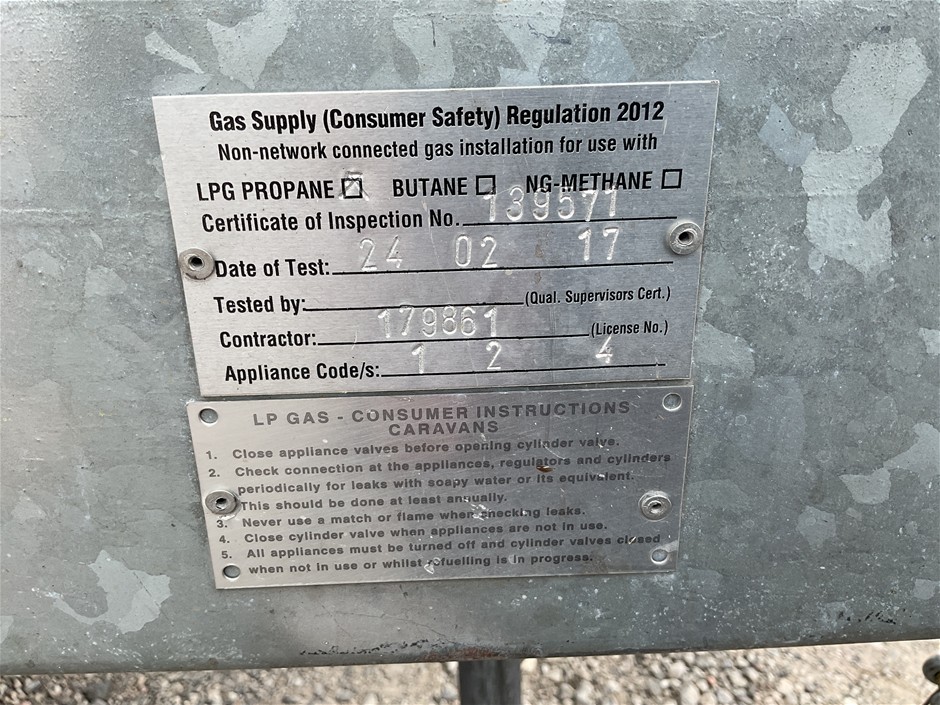 Gas Supply (Consumer Safety) Regulation 2012
Non-network connected gas installation for use with
LPG PROPANE ☑ BUTANE ☐ NG-METHANE ☐
Certificate of Inspection No. 139571
Date of Test: 24 02 17
Tested by: (Qual. Supervisors Cert.)
Contractor: 179861 (License No.)
Appliance Code/s: 1 2 4
LP GAS - CONSUMER INSTRUCTIONS
CARAVANS
1. Close appliance valves before opening cylinder valve.
2. Check connection at the appliances, regulators and cylinders
periodically for leaks with soapy water or its equivalent.
This should be done at least annually.
3. Never use a match or flame when checking leaks.
4. Close cylinder valve when appliances are not in use.
5. All appliances must be turned off and cylinder valves closed
when not in use or whilst refuelling is in progress.